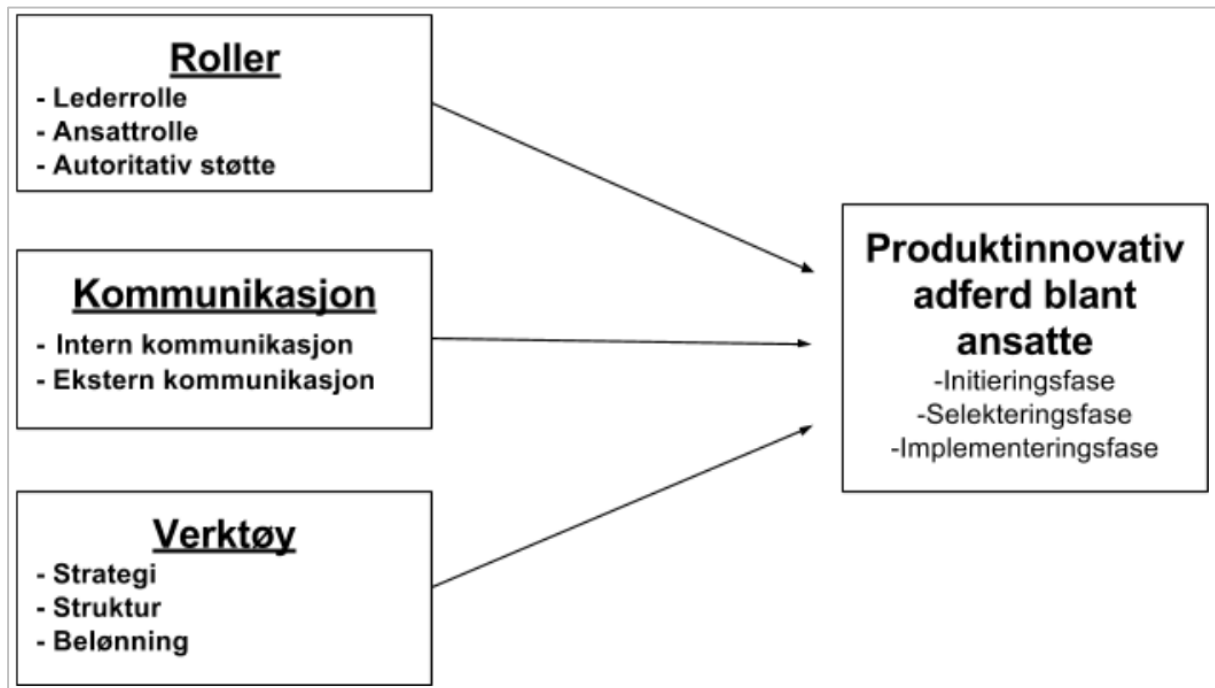 Roller
- Lederrolle
- Ansattrolle
- Autoritativ støtte
Kommunikasjon
- Intern kommunikasjon
- Ekstern kommunikasjon
Verktøy
- Strategi
- Struktur
- Belønning
Produktinnovativ
adferd blant
ansatte
-Initieringsfase
-Selekteringsfase
-Implementeringsfase